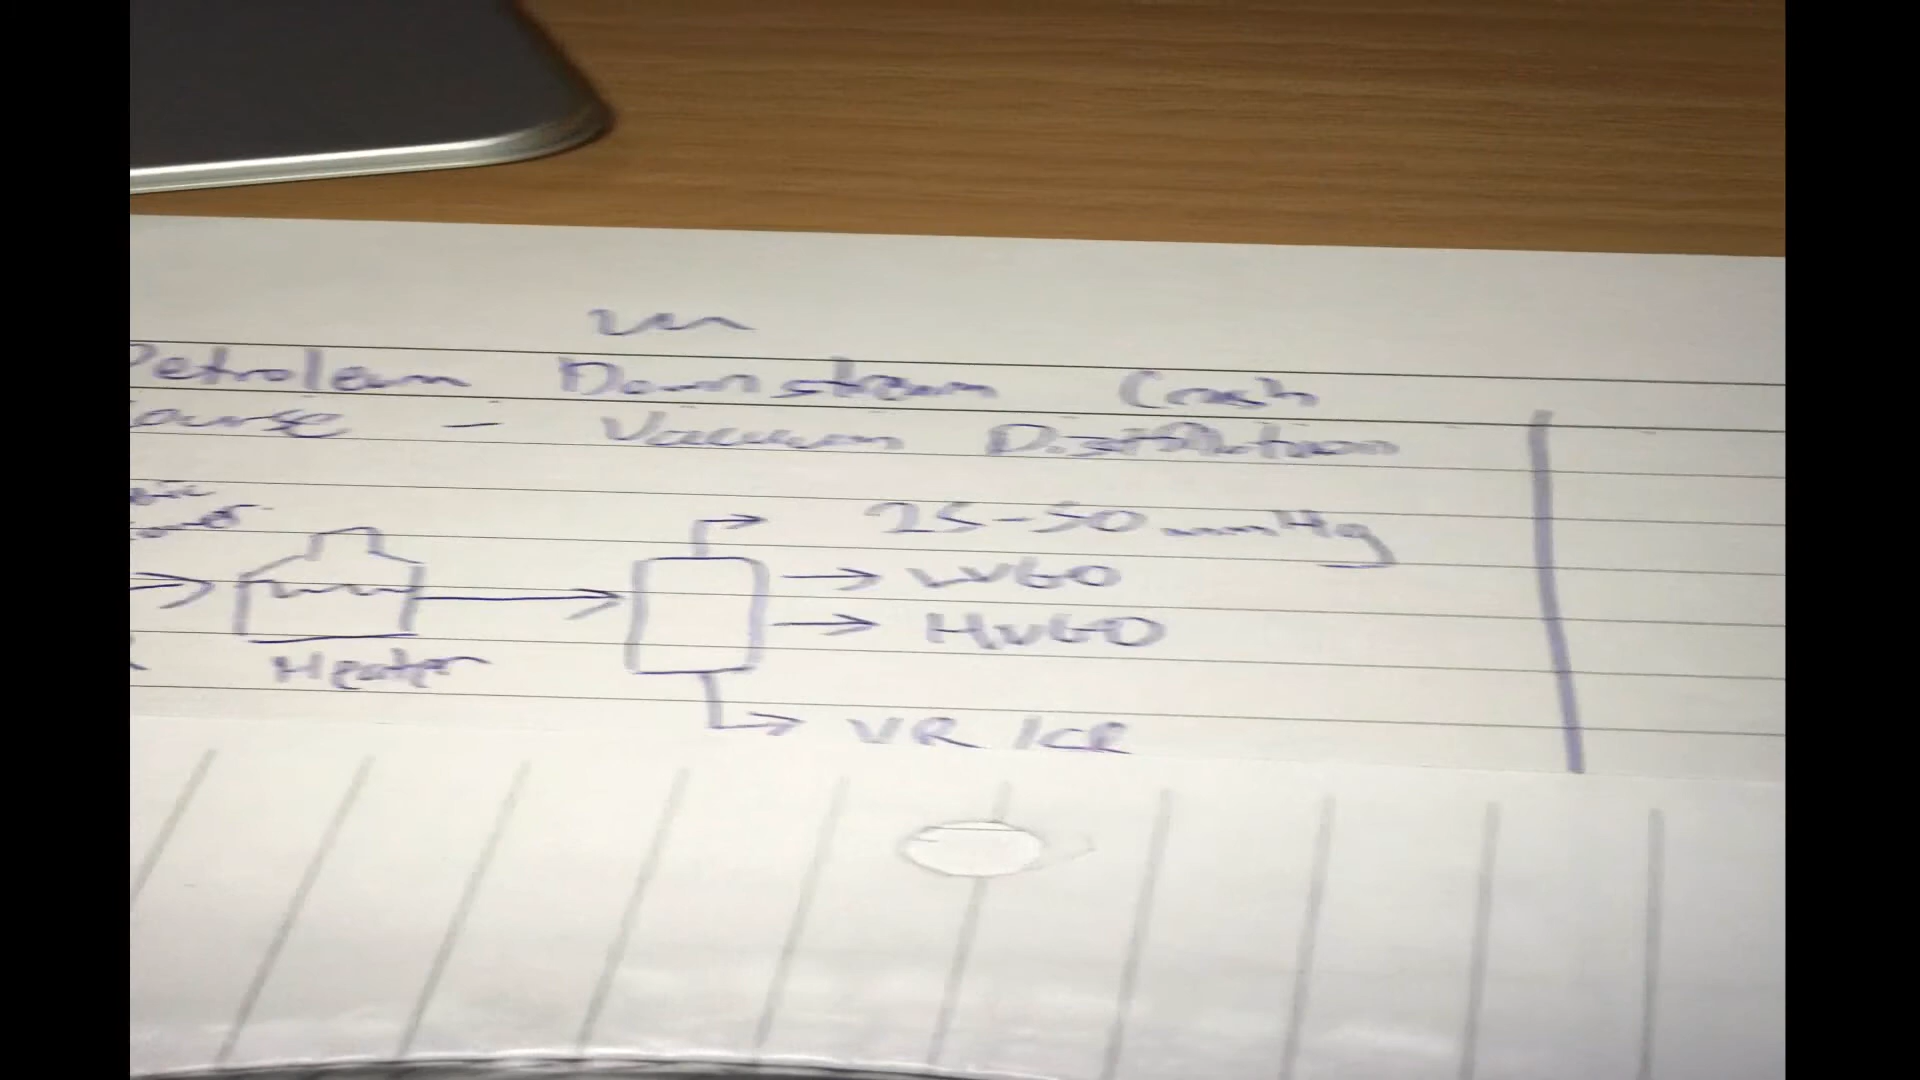 Petroleum Downstream Crash
Course - Vacuum Distillation
25-50 mmHg
LVGO
HVGO
Heater
VR